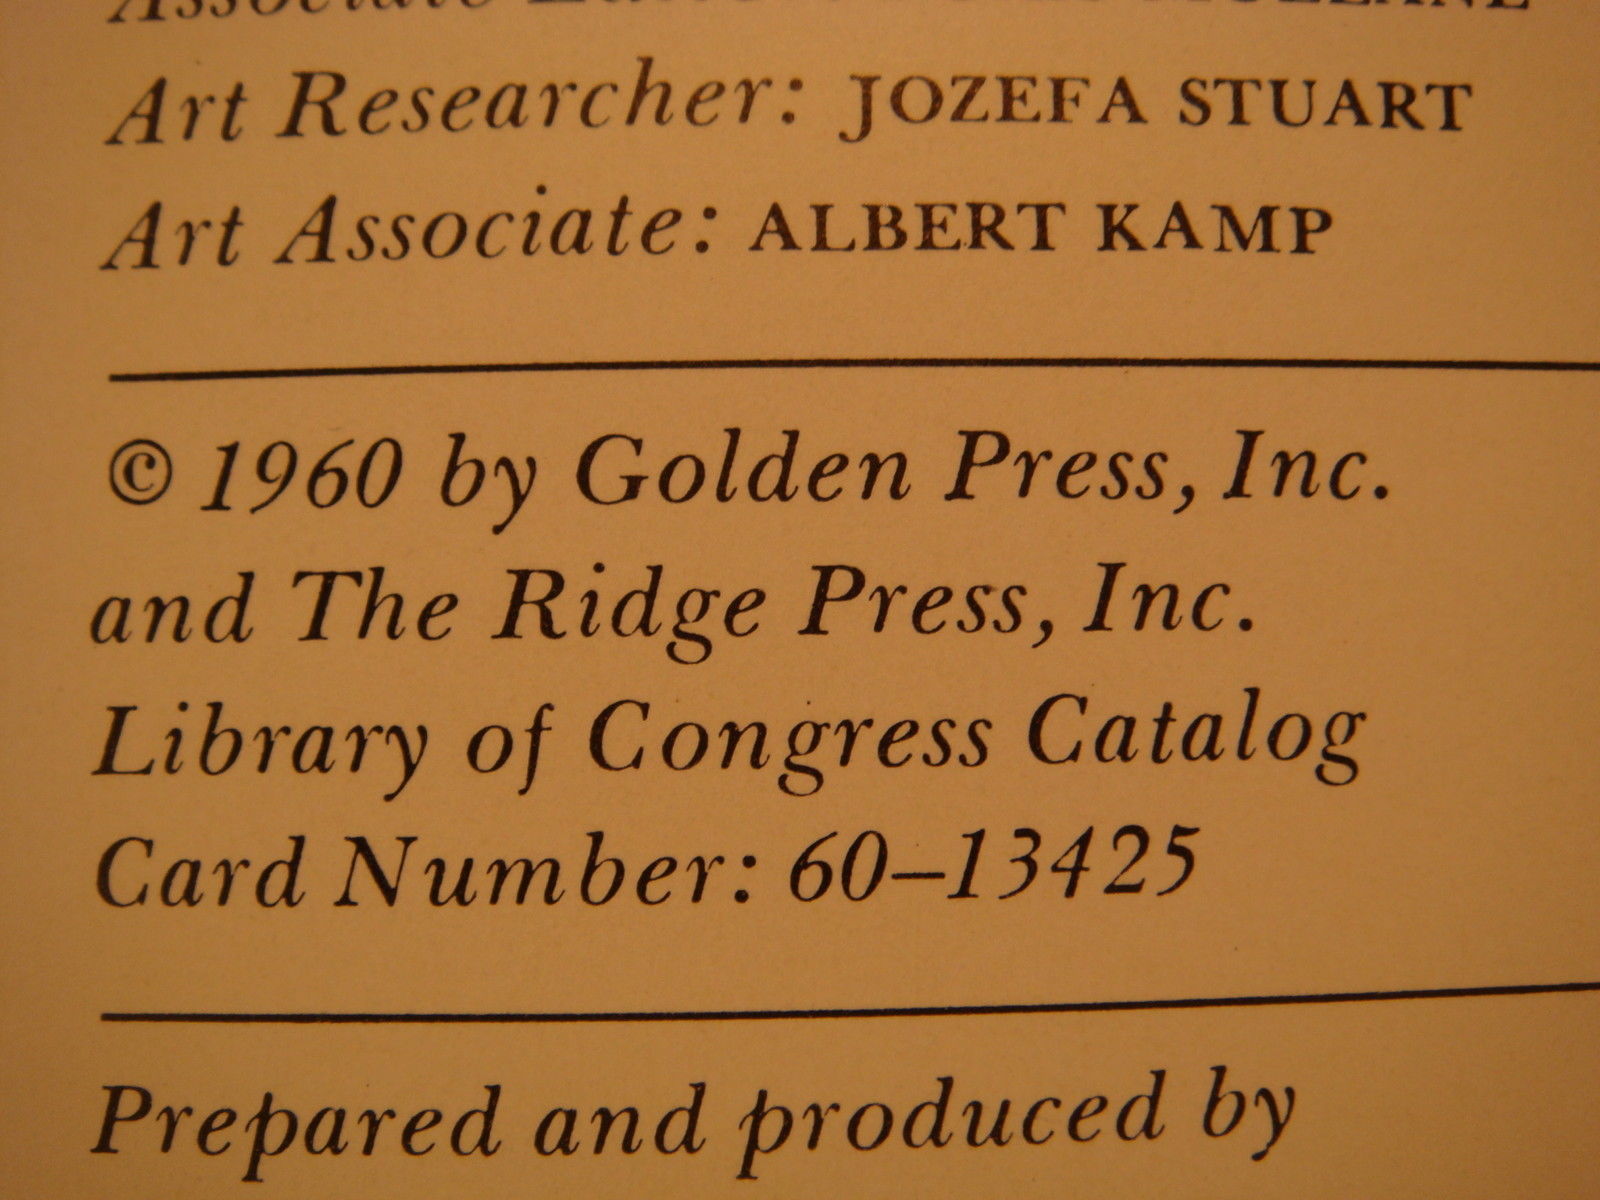 Associate
Art Researcher: JOZEFA STUART
Art Associate: ALBERT KAMP
© 1960 by Golden Press, Inc.
and The Ridge Press, Inc.
Library of Congress Catalog
Card Number: 60–13425
Prepared and produced by